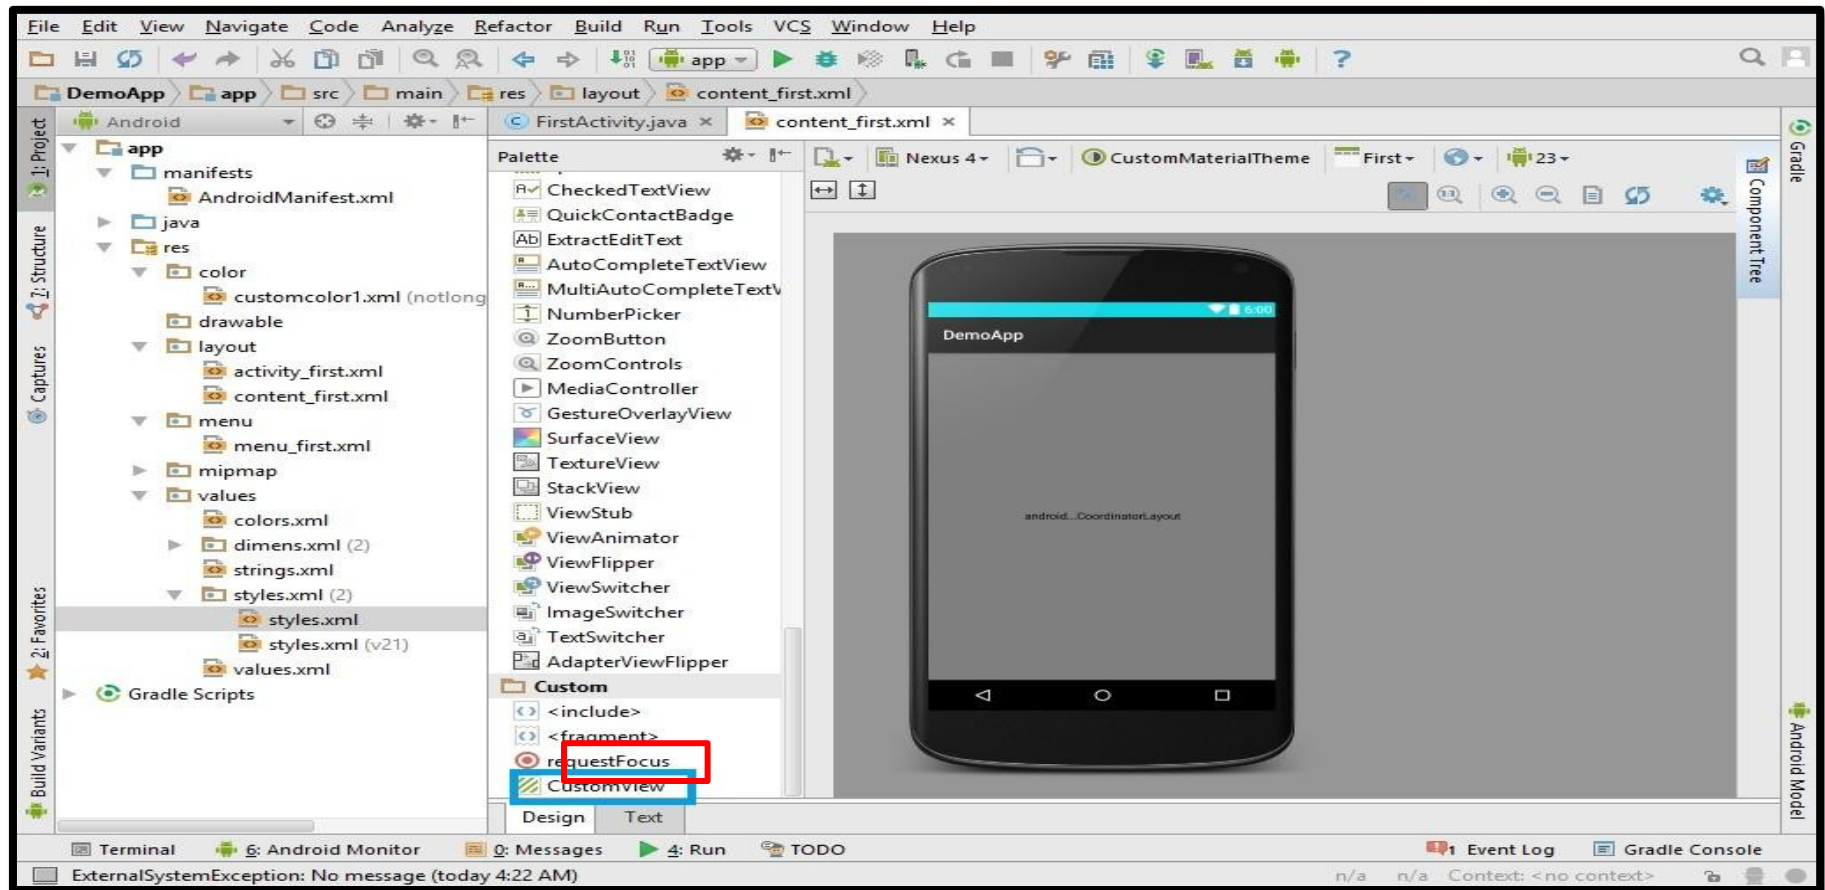 File Edit View Navigate Code Analyze Refactor Build Run Tools VCS Window Help
app
?
DemoApp app src main res layout content_first.xml
Android
FirstActivity.java × content_first.xml ×
1: Project
7: Structure
Captures
2: Favorites
Build Variants
app
manifests
AndroidManifest.xml
java
res
color
customcolor1.xml (notlong
drawable
layout
activity_first.xml
content_first.xml
menu
menu_first.xml
mipmap
values
colors.xml
dimens.xml (2)
strings.xml
styles.xml (2)
styles.xml
styles.xml (v21)
values.xml
Gradle Scripts
Palette
CheckedTextView
QuickContactBadge
Ab ExtractEditText
AutoCompleteTextView
MultiAutoCompleteTextV
NumberPicker
ZoomButton
ZoomControls
MediaController
GestureOverlayView
SurfaceView
TextureView
StackView
ViewStub
ViewAnimator
ViewFlipper
ViewSwitcher
ImageSwitcher
TextSwitcher
AdapterViewFlipper
Custom
<include>
<fragment>
requestFocus
CustomView
Design Text
Nexus 4 CustomMaterialTheme First 23
6:00
DemoApp
android...CoordinatorLayout
Gradle
Component Tree
Android Model
Terminal 6: Android Monitor 0: Messages 4: Run TODO 1 Event Log Gradle Console
ExternalSystemException: No message (today 4:22 AM) n/a n/a Context: <no context>